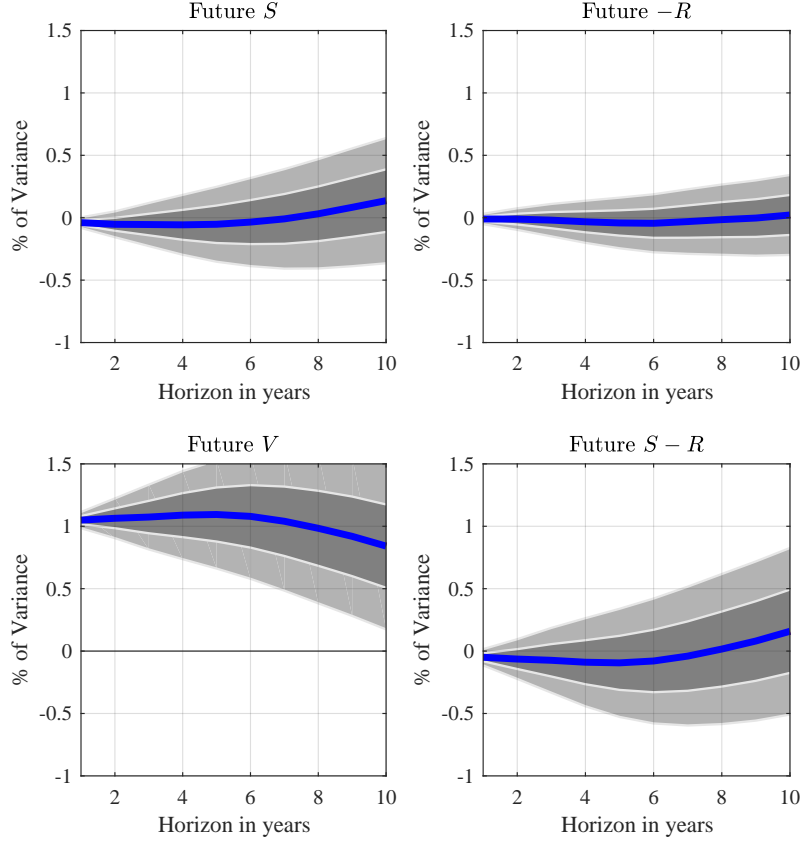 Future S
% of Variance
1.5
1
0.5
0
-0.5
-1
2 4 6 8 10
Horizon in years
Future −R
% of Variance
1.5
1
0.5
0
-0.5
-1
2 4 6 8 10
Horizon in years
Future V
% of Variance
1.5
1
0.5
0
-0.5
-1
2 4 6 8 10
Horizon in years
Future S − R
% of Variance
1.5
1
0.5
0
-0.5
-1
2 4 6 8 10
Horizon in years